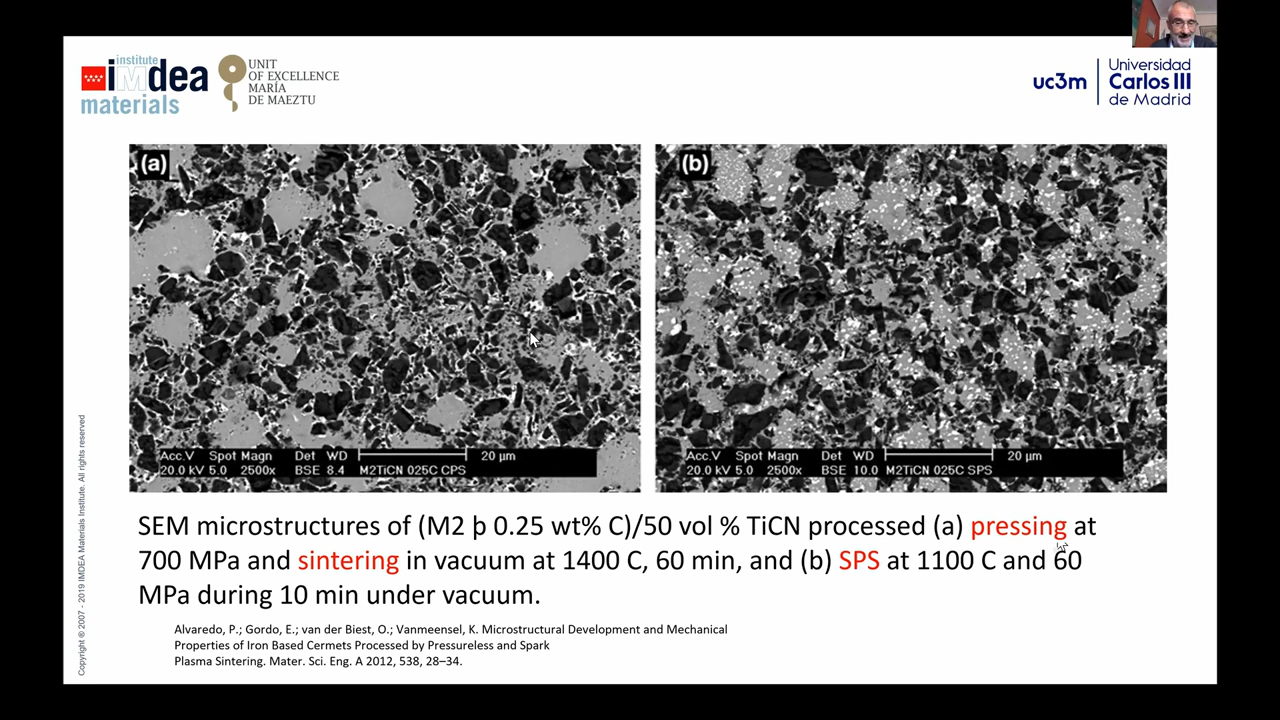 institute
imdea
materials
UNIT
OF EXCELLENCE
MARÍA
DE MAEZTU
uc3m
Universidad
Carlos III
de Madrid
(a)
Acc.V Spot Magn Det WD 20 µm
20.0 kV 5.0 2500x BSE 8.4 M2TiCN 025C CPS
(b)
Acc.V Spot Magn Det WD 20 µm
20.0 kV 5.0 2500x BSE 10.0 M2TiCN 025C SPS
SEM microstructures of (M2 þ 0.25 wt% C)/50 vol % TiCN processed (a) pressing at
700 MPa and sintering in vacuum at 1400 C, 60 min, and (b) SPS at 1100 C and 60
MPa during 10 min under vacuum.
Alvaredo, P.; Gordo, E.; van der Biest, O.; Vanmeensel, K. Microstructural Development and Mechanical
Properties of Iron Based Cermets Processed by Pressureless and Spark
Plasma Sintering. Mater. Sci. Eng. A 2012, 538, 28–34.
Copyright ® 2007 - 2019 IMDEA Materials Institute. All rights reserved